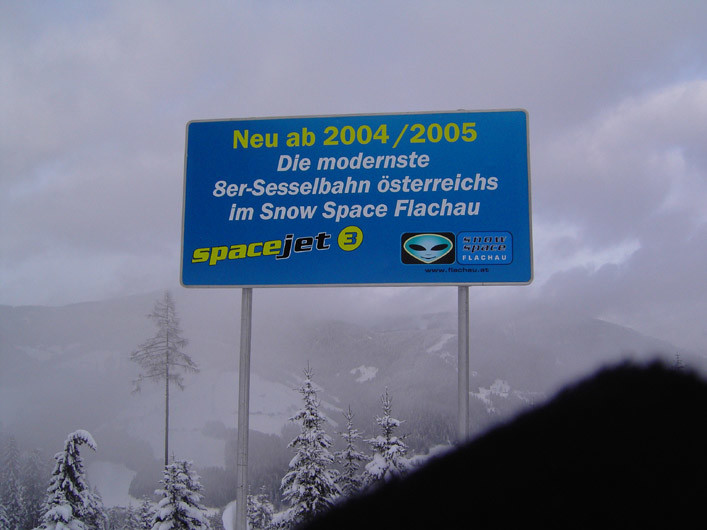 Neu ab 2004/2005
Die modernste
8er-Sesselbahn österreichs
im Snow Space Flachau
spacejet 3
snow
space
FLACHAU
www.flachau.at